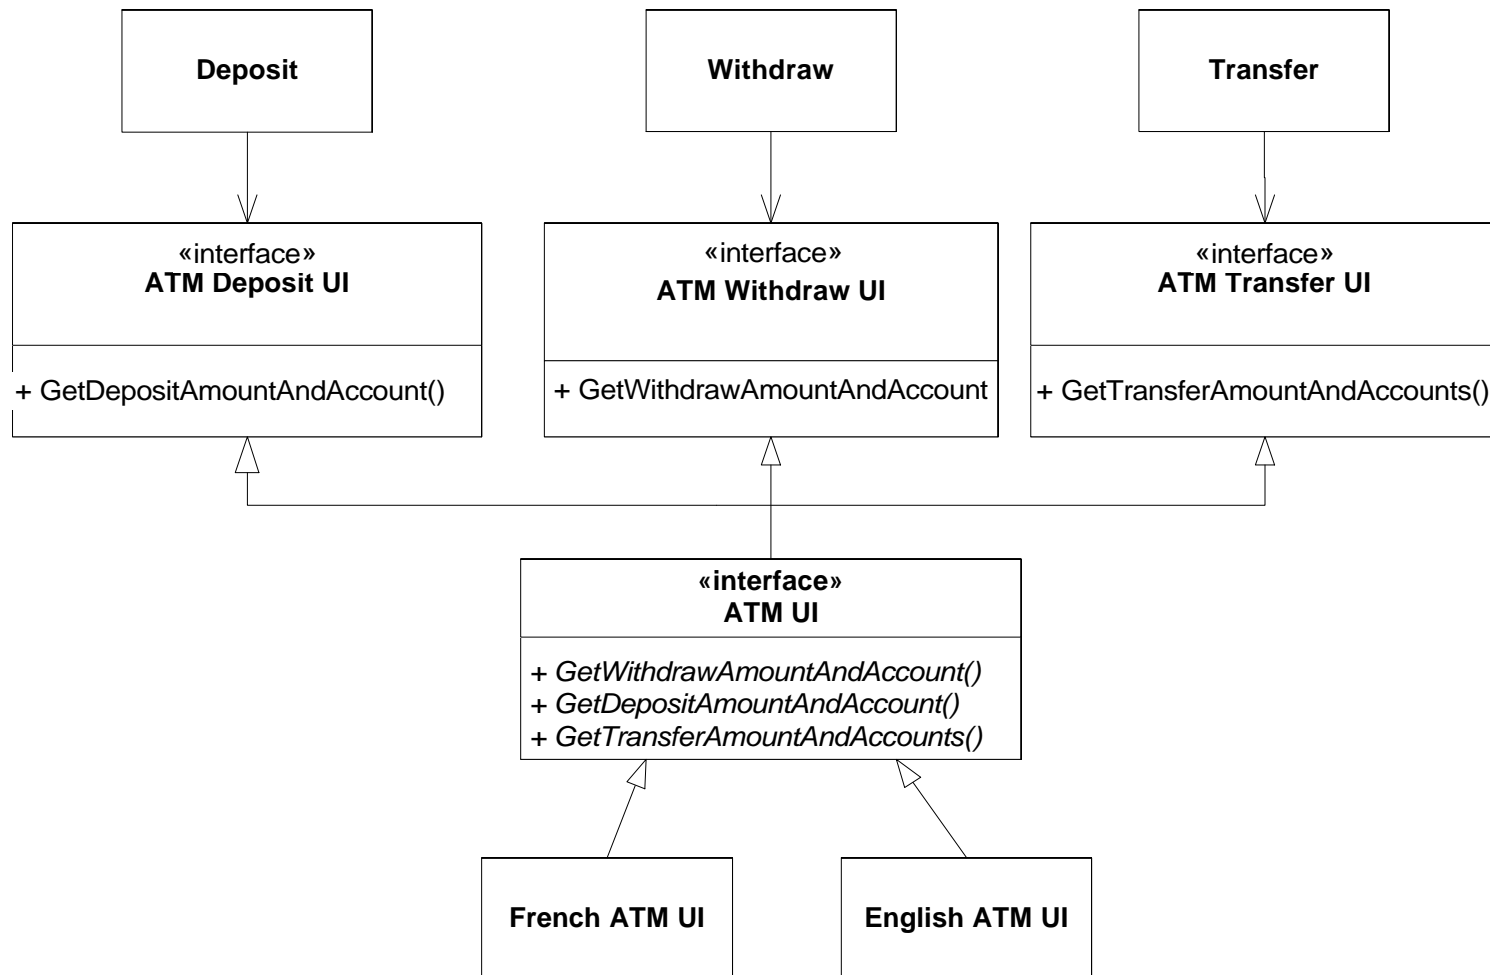 Deposit
Withdraw
Transfer
«interface»
ATM Deposit UI
+ GetDepositAmountAndAccount()
«interface»
ATM Withdraw UI
+ GetWithdrawAmountAndAccount
«interface»
ATM Transfer UI
+ GetTransferAmountAndAccounts()
«interface»
ATM UI
+ GetWithdrawAmountAndAccount()
+ GetDepositAmountAndAccount()
+ GetTransferAmountAndAccounts()
French ATM UI
English ATM UI